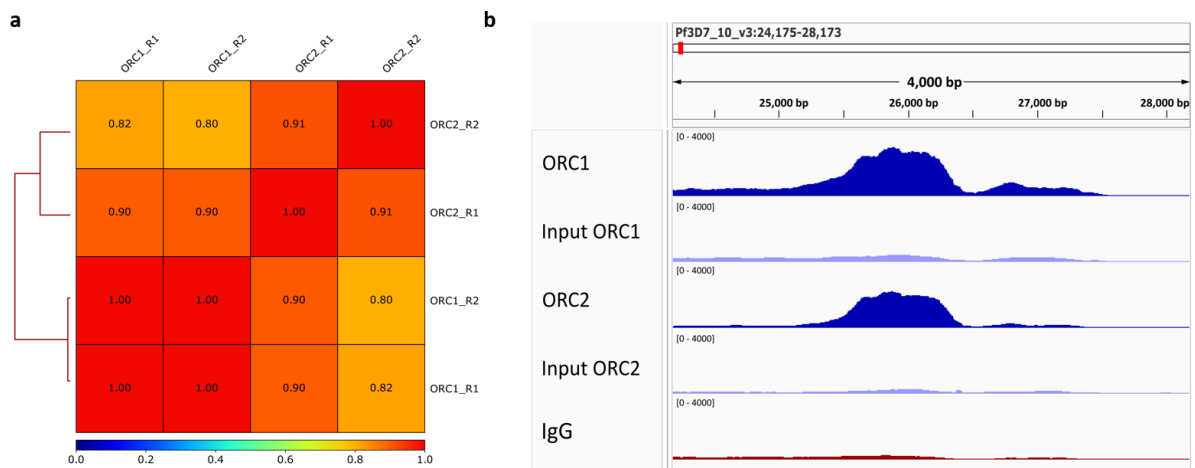 a
ORC1_R1 ORC1_R2 ORC2_R1 ORC2_R2
0.82 0.80 0.91 1.00 ORC2_R2
0.90 0.90 1.00 0.91 ORC2_R1
1.00 1.00 0.90 0.80 ORC1_R2
1.00 1.00 0.90 0.82 ORC1_R1
0.0 0.2 0.4 0.6 0.8 1.0
b
Pf3D7_10_v3:24,175-28,173
4,000 bp
25,000 bp 26,000 bp 27,000 bp 28,000 bp
[0 - 4000]
ORC1
[0 - 4000]
Input ORC1
[0 - 4000]
ORC2
[0 - 4000]
Input ORC2
[0 - 4000]
IgG